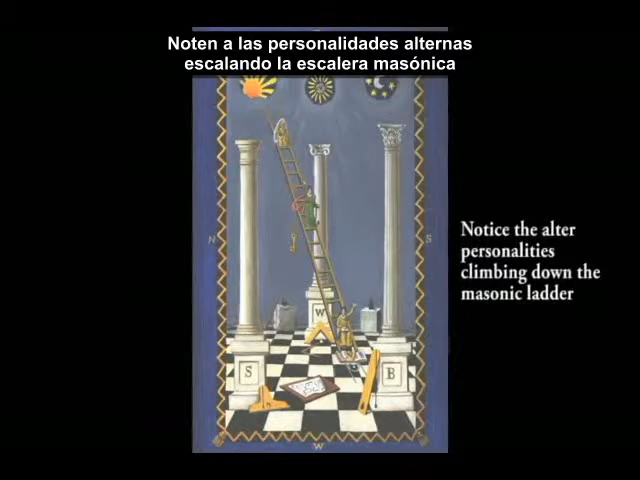 Noten a las personalidades alternas
escalando la escalera masónica
N
S
Notice the alter
personalities
climbing down the
masonic ladder
W
S
B
W